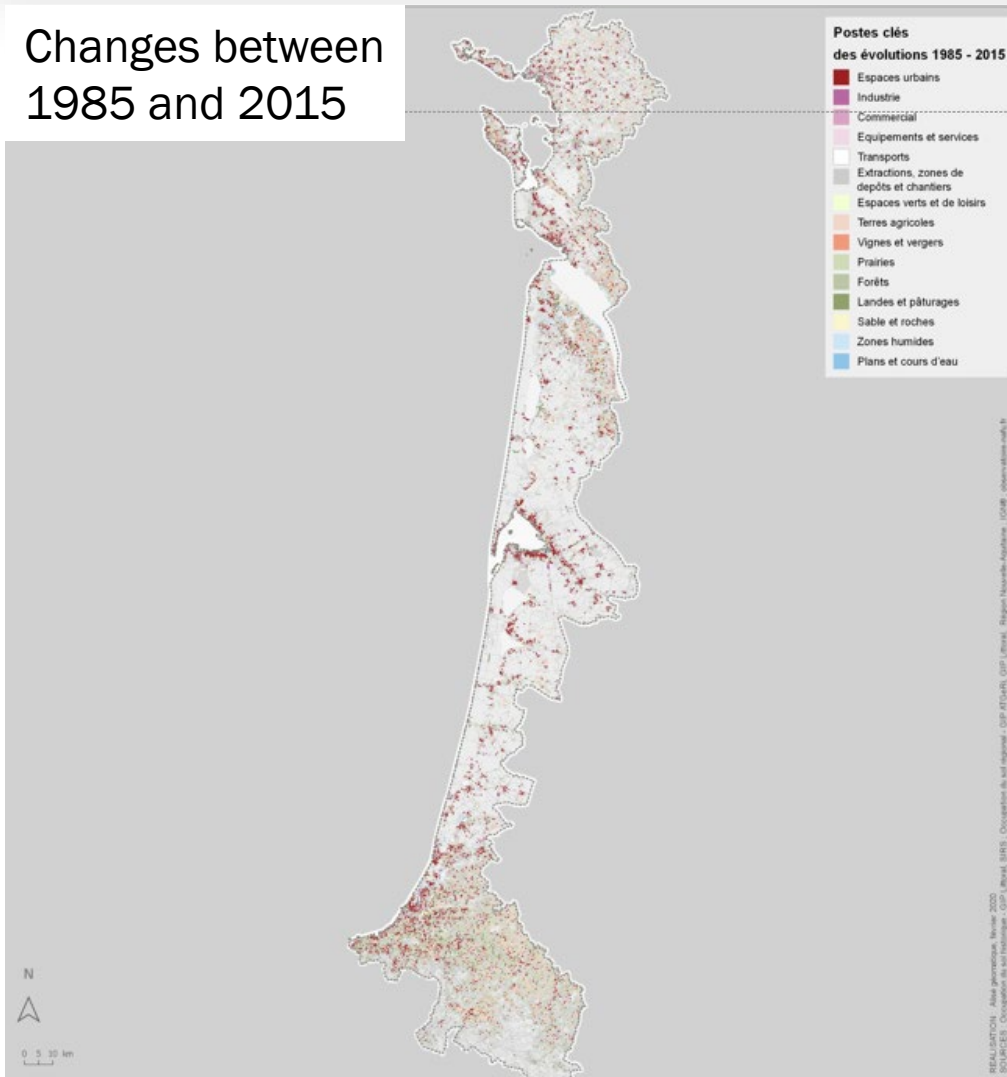 Changes between
1985 and 2015
Postes clés
des évolutions 1985 - 2015
Espaces urbains
Industrie
Commercial
Equipements et services
Transports
Extractions, zones de
depôts et chantiers
Espaces verts et de loisirs
Terres agricoles
Vignes et vergers
Prairies
Forêts
Landes et pâturages
Sable et roches
Zones humides
Plans et cours d'eau
N
0 5 10 km
février 2020